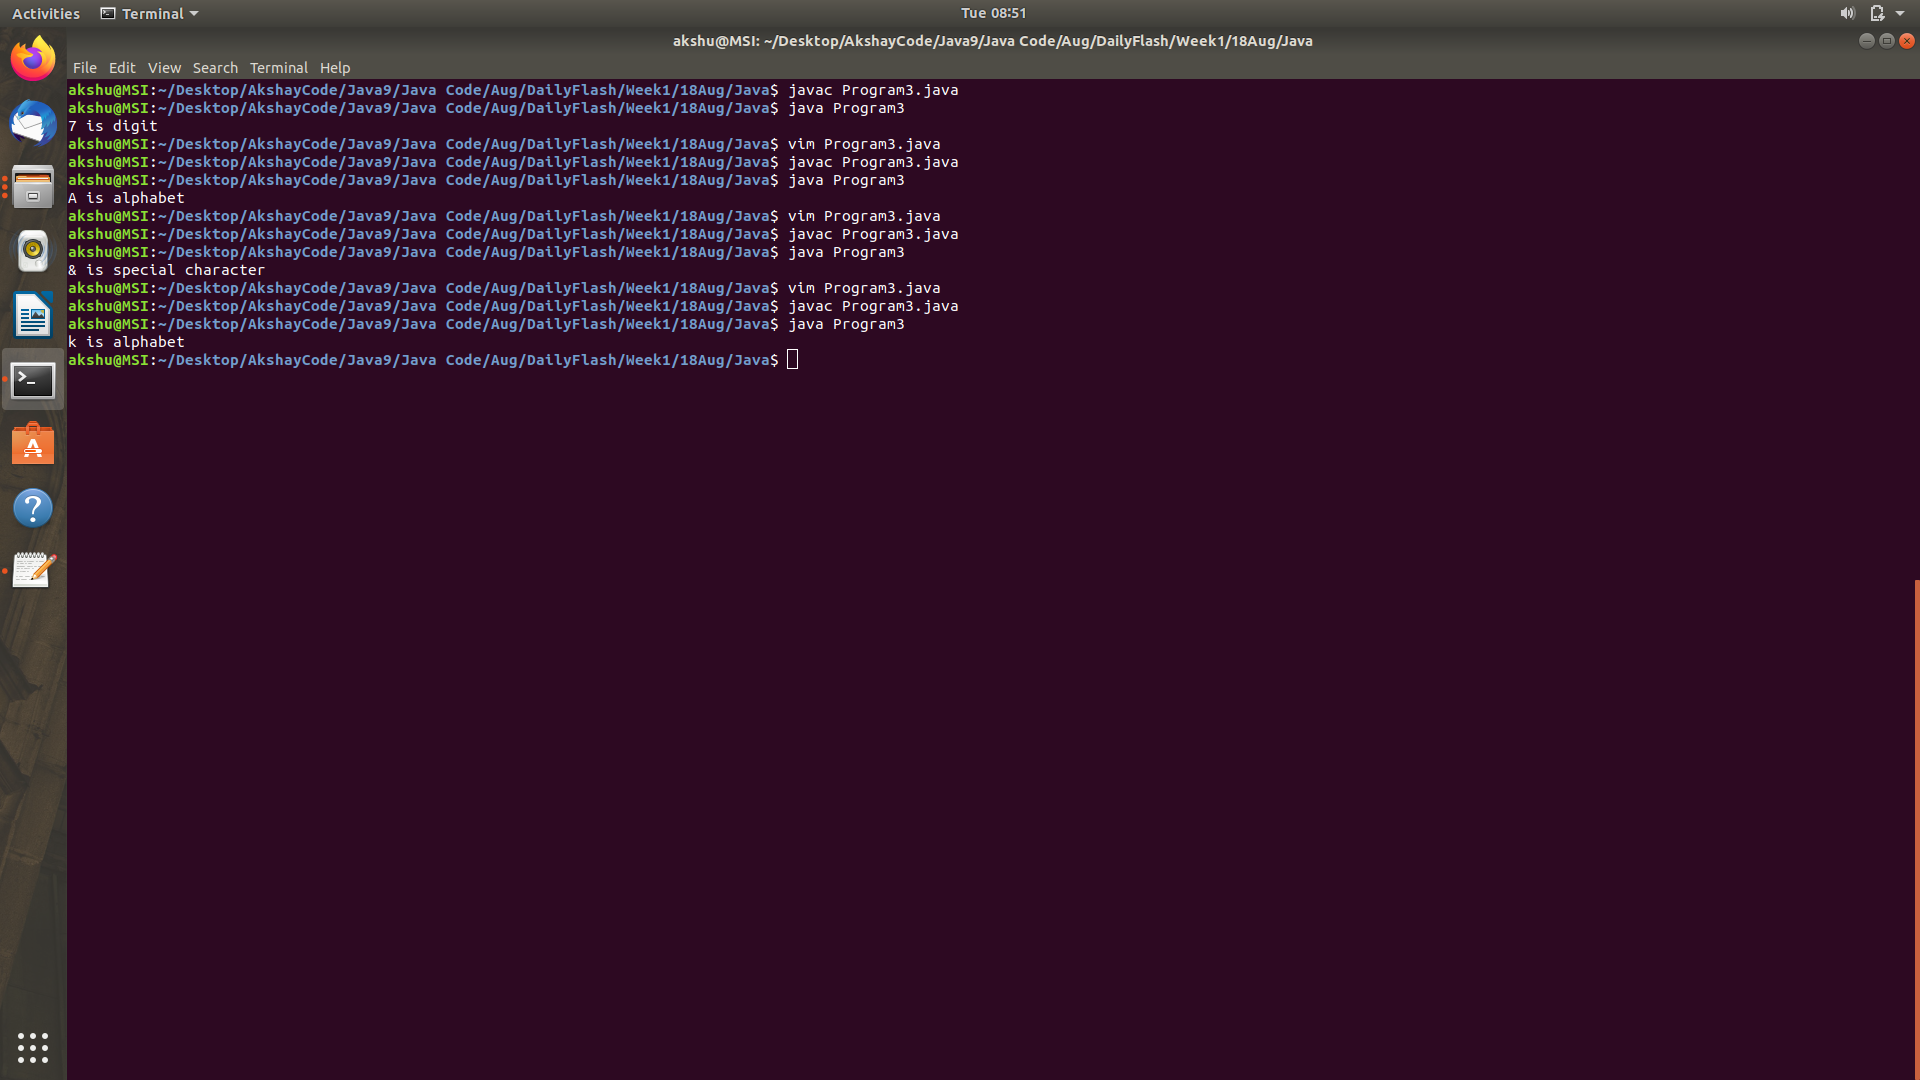 Activities Terminal Tue 08:51
akshu@MSI: ~/Desktop/AkshayCode/Java9/Java Code/Aug/DailyFlash/Week1/18Aug/Java
File Edit View Search Terminal Help
akshu@MSI:~/Desktop/AkshayCode/Java9/Java Code/Aug/DailyFlash/Week1/18Aug/Java$ javac Program3.java
akshu@MSI:~/Desktop/AkshayCode/Java9/Java Code/Aug/DailyFlash/Week1/18Aug/Java$ java Program3
7 is digit
akshu@MSI:~/Desktop/AkshayCode/Java9/Java Code/Aug/DailyFlash/Week1/18Aug/Java$ vim Program3.java
akshu@MSI:~/Desktop/AkshayCode/Java9/Java Code/Aug/DailyFlash/Week1/18Aug/Java$ javac Program3.java
akshu@MSI:~/Desktop/AkshayCode/Java9/Java Code/Aug/DailyFlash/Week1/18Aug/Java$ java Program3
A is alphabet
akshu@MSI:~/Desktop/AkshayCode/Java9/Java Code/Aug/DailyFlash/Week1/18Aug/Java$ vim Program3.java
akshu@MSI:~/Desktop/AkshayCode/Java9/Java Code/Aug/DailyFlash/Week1/18Aug/Java$ javac Program3.java
akshu@MSI:~/Desktop/AkshayCode/Java9/Java Code/Aug/DailyFlash/Week1/18Aug/Java$ java Program3
& is special character
akshu@MSI:~/Desktop/AkshayCode/Java9/Java Code/Aug/DailyFlash/Week1/18Aug/Java$ vim Program3.java
akshu@MSI:~/Desktop/AkshayCode/Java9/Java Code/Aug/DailyFlash/Week1/18Aug/Java$ javac Program3.java
akshu@MSI:~/Desktop/AkshayCode/Java9/Java Code/Aug/DailyFlash/Week1/18Aug/Java$ java Program3
k is alphabet
akshu@MSI:~/Desktop/AkshayCode/Java9/Java Code/Aug/DailyFlash/Week1/18Aug/Java$